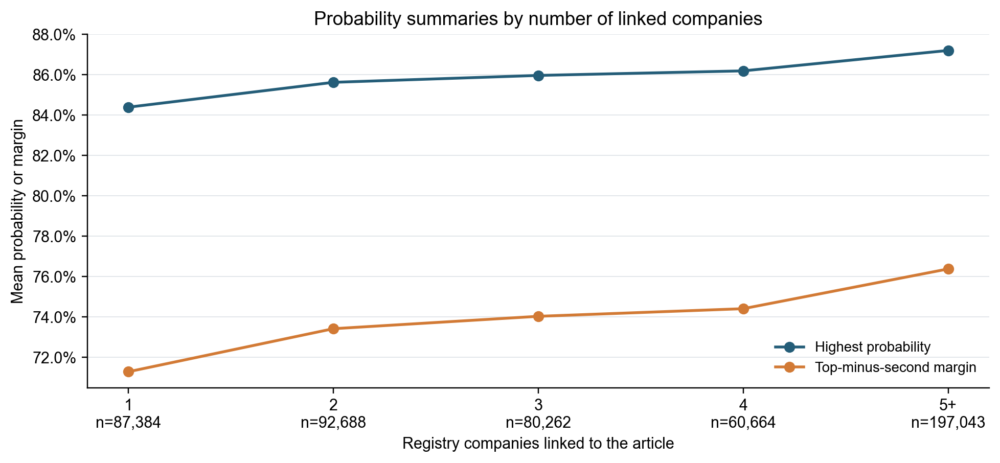 Probability summaries by number of linked companies
Mean probability or margin
88.0%
86.0%
84.0%
82.0%
80.0%
78.0%
76.0%
74.0%
72.0%
Highest probability
Top-minus-second margin
1 2 3 4 5+
n=87,384 n=92,688 n=80,262 n=60,664 n=197,043
Registry companies linked to the article